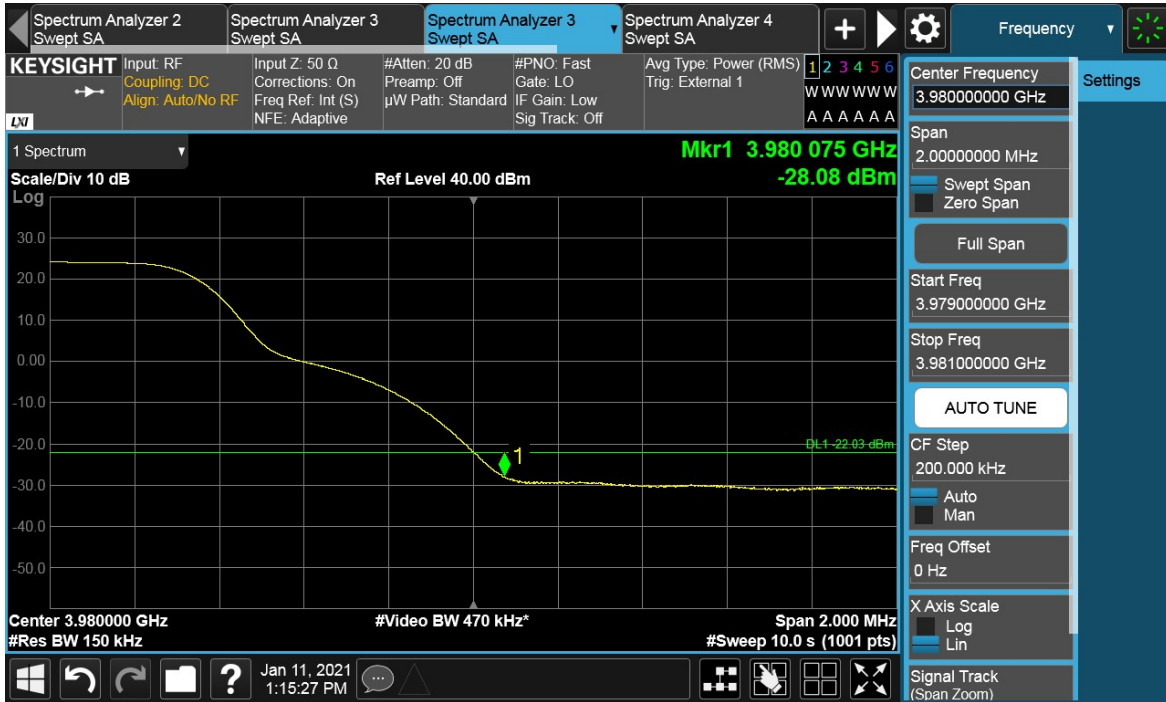 Spectrum Analyzer 2
Swept SA
Spectrum Analyzer 3
Swept SA
Spectrum Analyzer 3
Swept SA
Spectrum Analyzer 4
Swept SA
Frequency
KEYSIGHT
LXI
Input: RF
Coupling: DC
Align: Auto/No RF
Input Z: 50 Ω
Corrections: On
Freq Ref: Int (S)
NFE: Adaptive
#Atten: 20 dB
Preamp: Off
µW Path: Standard
#PNO: Fast
Gate: LO
IF Gain: Low
Sig Track: Off
Avg Type: Power (RMS)
Trig: External 1
1 2 3 4 5 6
W W W W W W
A A A A A A
1 Spectrum
Scale/Div 10 dB
Log
Ref Level 40.00 dBm
Mkr1 3.980 075 GHz
-28.08 dBm
30.0
20.0
10.0
0.00
-10.0
-20.0
-30.0
-40.0
-50.0
DL1 -22.03 dBm
1
Center 3.980000 GHz
#Res BW 150 kHz
#Video BW 470 kHz*
Span 2.000 MHz
#Sweep 10.0 s (1001 pts)
Jan 11, 2021
1:15:27 PM
?
Center Frequency
3.980000000 GHz
Span
2.00000000 MHz
Swept Span
Zero Span
Full Span
Start Freq
3.979000000 GHz
Stop Freq
3.981000000 GHz
AUTO TUNE
CF Step
200.000 kHz
Auto
Man
Freq Offset
0 Hz
X Axis Scale
Log
Lin
Signal Track
(Span Zoom)
Settings